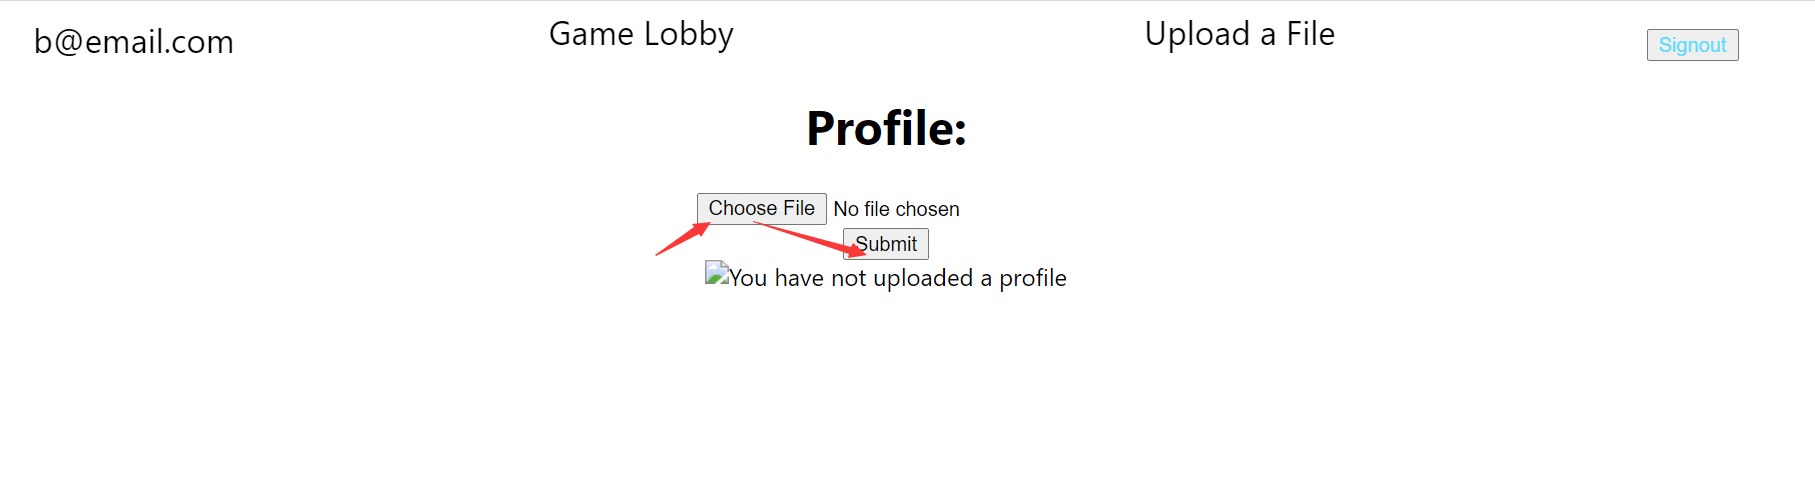 b@email.com Game Lobby Upload a File Signout
Profile:
Choose File No file chosen
Submit
You have not uploaded a profile